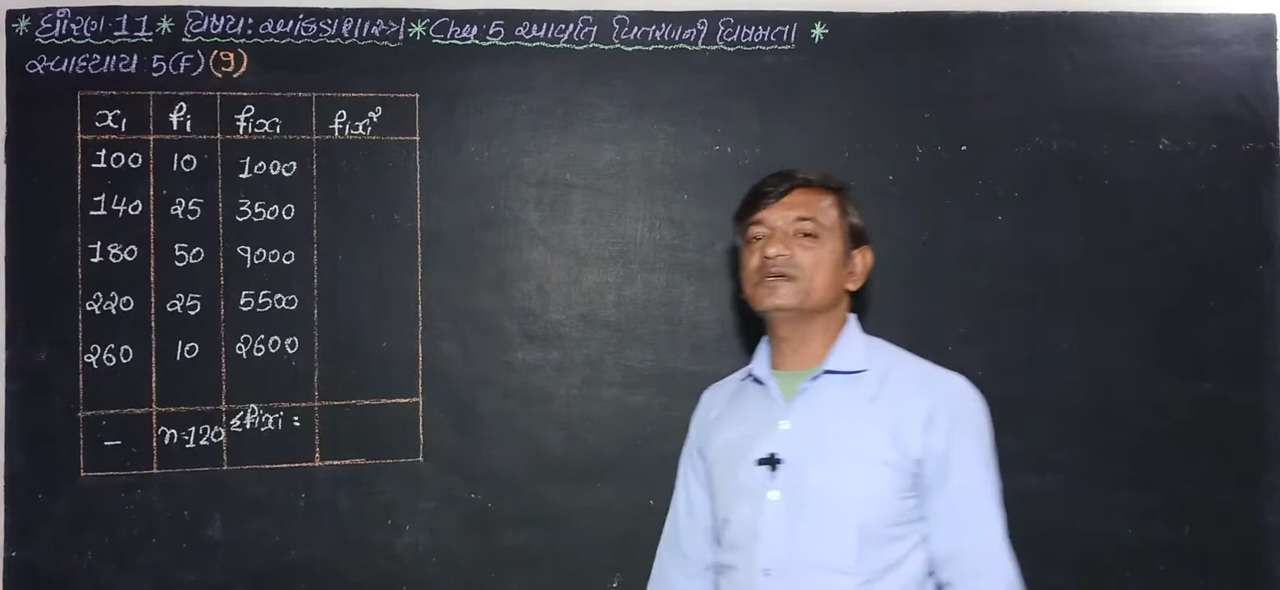 * ધોરણ 11 * વિષય: આંકડાશાસ્ત્ર * Chp: 5 આવૃતિ વિતરણની વિષમતા *
સ્વાધ્યાય: 5(F) (9)
xi fi fixi fixi²
100 10 1000
140 25 3500
180 50 9000
220 25 5500
260 10 2600
- n=120 Σfixi =